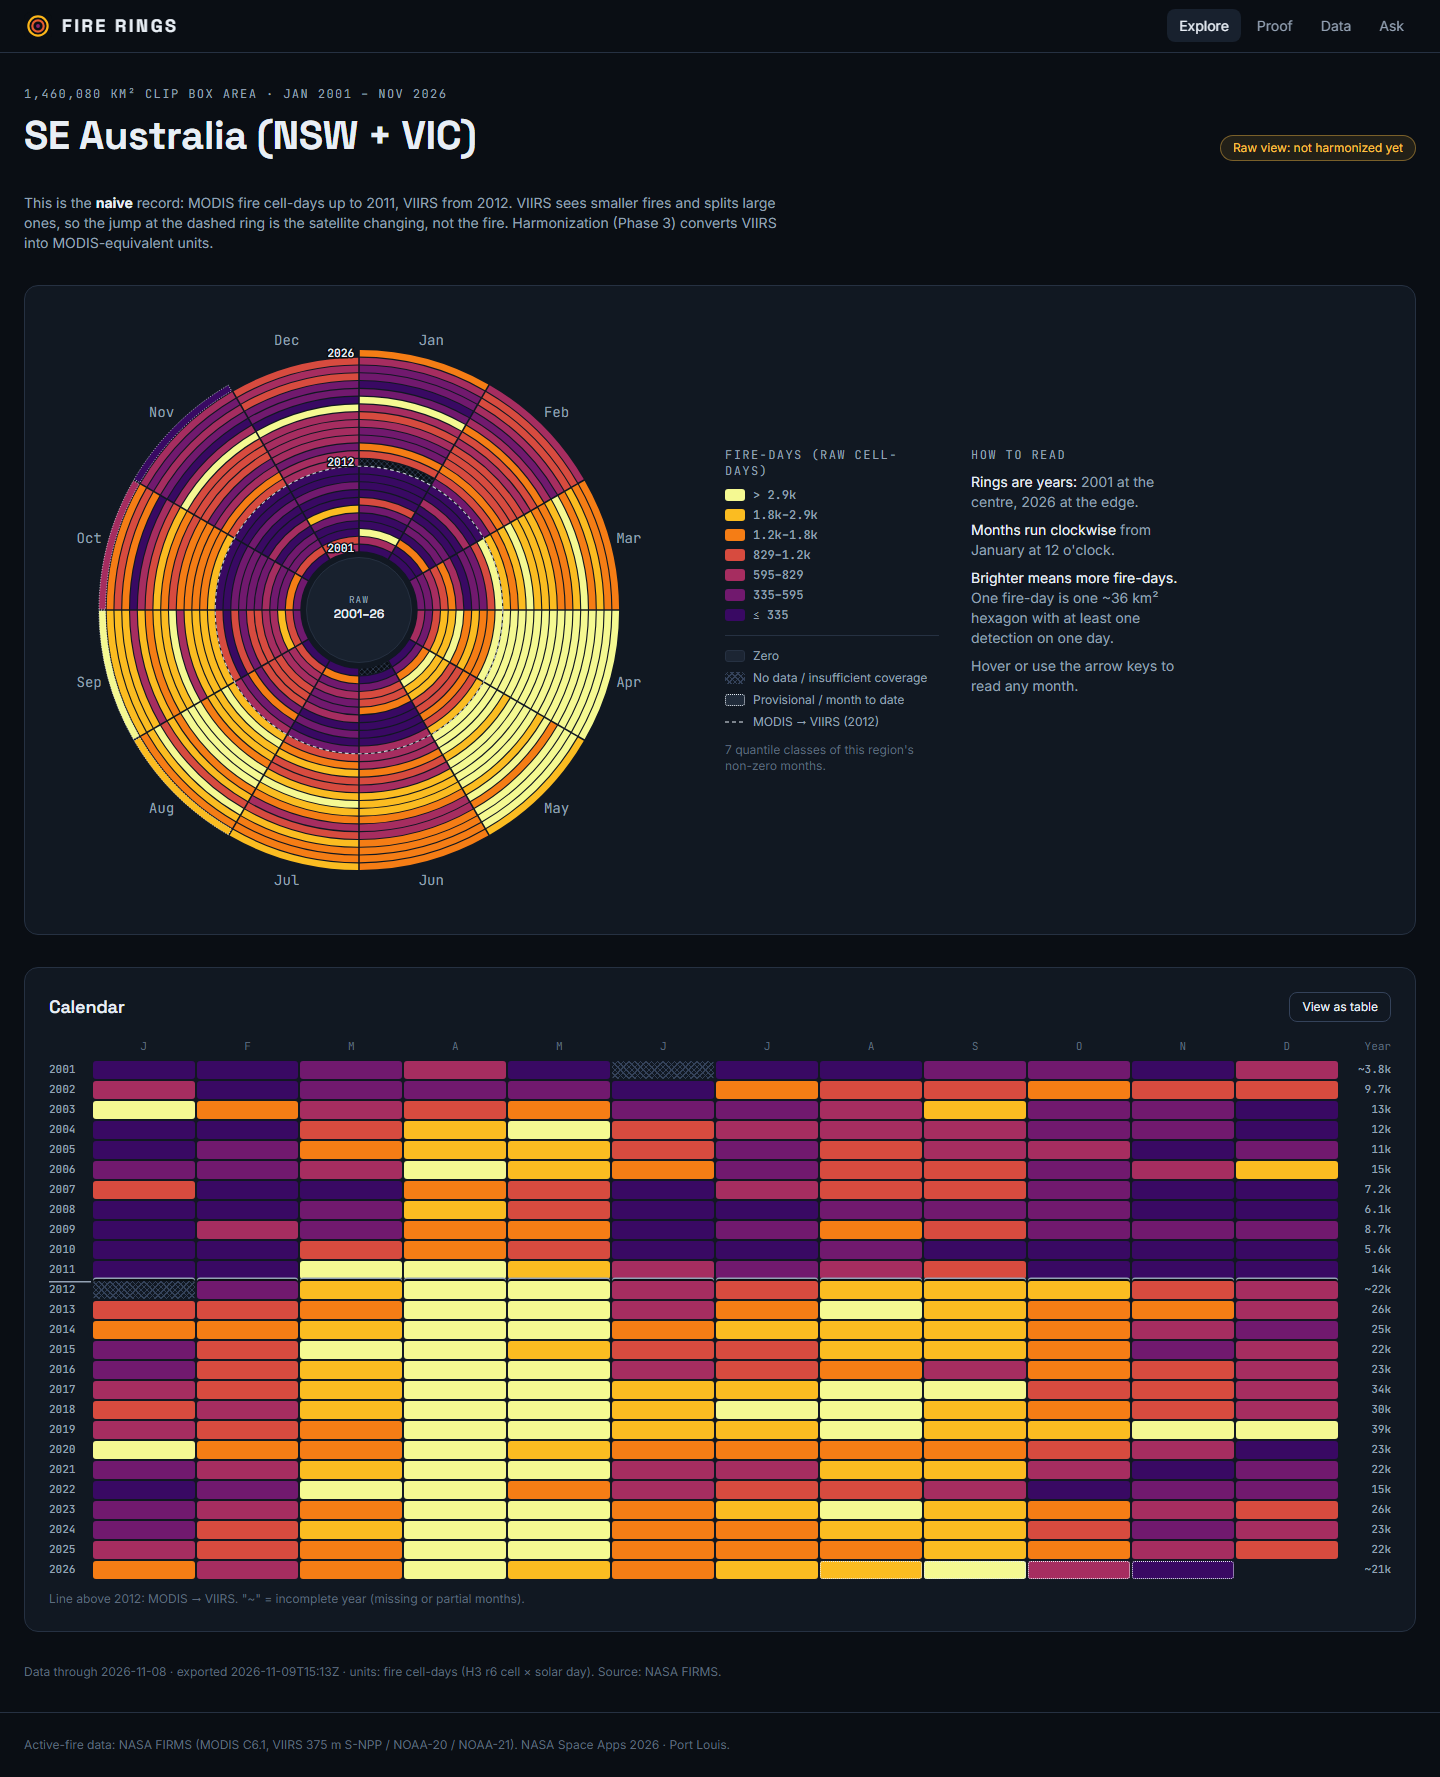 FIRE RINGS
Explore
Proof
Data
Ask
1,460,080 KM² CLIP BOX AREA · JAN 2001 – NOV 2026
SE Australia (NSW + VIC)
Raw view: not harmonized yet
This is the naive record: MODIS fire cell-days up to 2011, VIIRS from 2012. VIIRS sees smaller fires and splits large
ones, so the jump at the dashed ring is the satellite changing, not the fire. Harmonization (Phase 3) converts VIIRS
into MODIS-equivalent units.
Dec
Jan
2026
Nov
Feb
2012
Oct
Mar
2001
RAW
2001–26
Sep
Apr
Aug
May
Jul
Jun
FIRE-DAYS (RAW CELL-
DAYS)
> 2.9k
1.8k–2.9k
1.2k–1.8k
829–1.2k
595–829
335–595
≤ 335
Zero
No data / insufficient coverage
Provisional / month to date
MODIS → VIIRS (2012)
7 quantile classes of this region's
non-zero months.
HOW TO READ
Rings are years: 2001 at the
centre, 2026 at the edge.
Months run clockwise from
January at 12 o'clock.
Brighter means more fire-days.
One fire-day is one ~36 km²
hexagon with at least one
detection on one day.
Hover or use the arrow keys to
read any month.
Calendar
View as table
J F M A M J J A S O N D Year
2001 ~3.8k
2002 9.7k
2003 13k
2004 12k
2005 11k
2006 15k
2007 7.2k
2008 6.1k
2009 8.7k
2010 5.6k
2011 14k
2012 ~22k
2013 26k
2014 25k
2015 22k
2016 23k
2017 34k
2018 30k
2019 39k
2020 23k
2021 22k
2022 15k
2023 26k
2024 23k
2025 22k
2026 ~21k
Line above 2012: MODIS → VIIRS. "~" = incomplete year (missing or partial months).
Data through 2026-11-08 · exported 2026-11-09T15:13Z · units: fire cell-days (H3 r6 cell × solar day). Source: NASA FIRMS.
Active-fire data: NASA FIRMS (MODIS C6.1, VIIRS 375 m S-NPP / NOAA-20 / NOAA-21). NASA Space Apps 2026 · Port Louis.